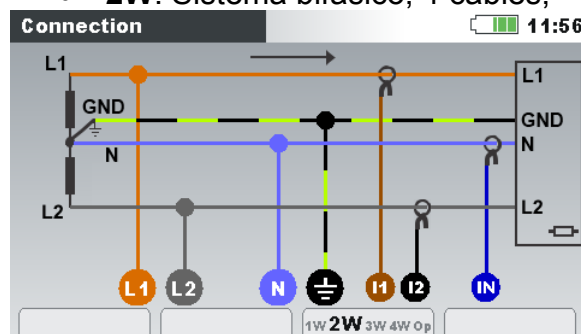 2W: Sistema bifásico, 4 cables,
Connection 11:56
L1
L1
GND
GND
N
N
L2
L2
L1 L2 N I1 I2 IN
1W 2W 3W 4W Op